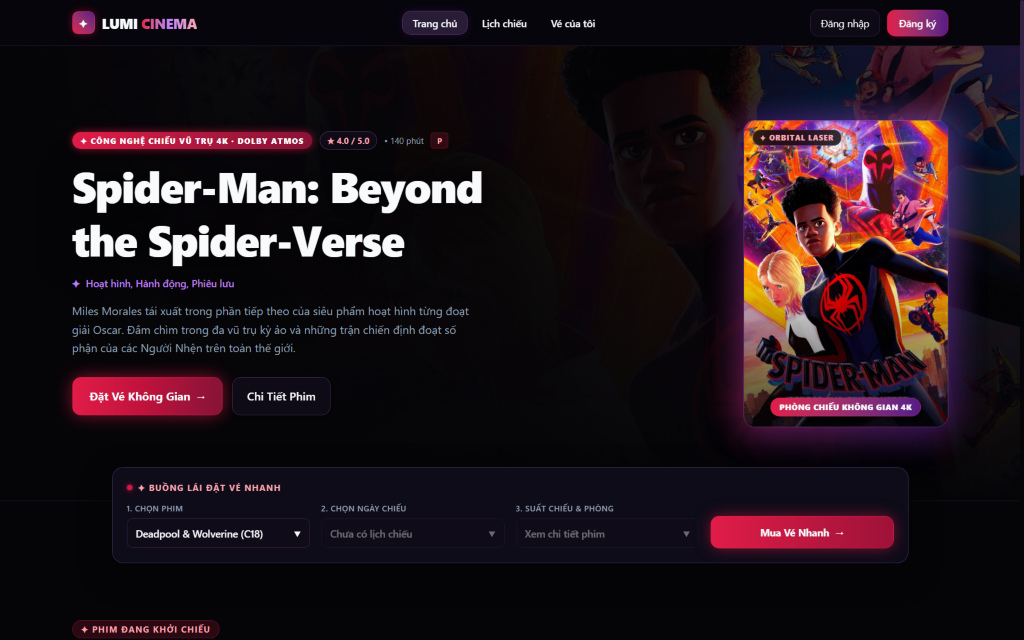 LUMI CINEMA
Trang chủ
Lịch chiếu
Vé của tôi
Đăng nhập
Đăng ký
✦ CÔNG NGHỆ CHIẾU VŨ TRỤ 4K · DOLBY ATMOS
★ 4.0 / 5.0
• 140 phút
P
Spider-Man: Beyond
the Spider-Verse
✦ Hoạt hình, Hành động, Phiêu lưu
Miles Morales tái xuất trong phần tiếp theo của siêu phẩm hoạt hình từng đoạt
giải Oscar. Đắm chìm trong đa vũ trụ kỳ ảo và những trận chiến định đoạt số
phận của các Người Nhện trên toàn thế giới.
Đặt Vé Không Gian →
Chi Tiết Phim
✦ ORBITAL LASER
SPIDER-MAN
PHÒNG CHIẾU KHÔNG GIAN 4K
✦ BUỒNG LÁI ĐẶT VÉ NHANH
1. CHỌN PHIM
Deadpool & Wolverine (C18)
2. CHỌN NGÀY CHIẾU
Chưa có lịch chiếu
3. SUẤT CHIẾU & PHÒNG
Xem chi tiết phim
Mua Vé Nhanh →
✦ PHIM ĐANG KHỞI CHIẾU